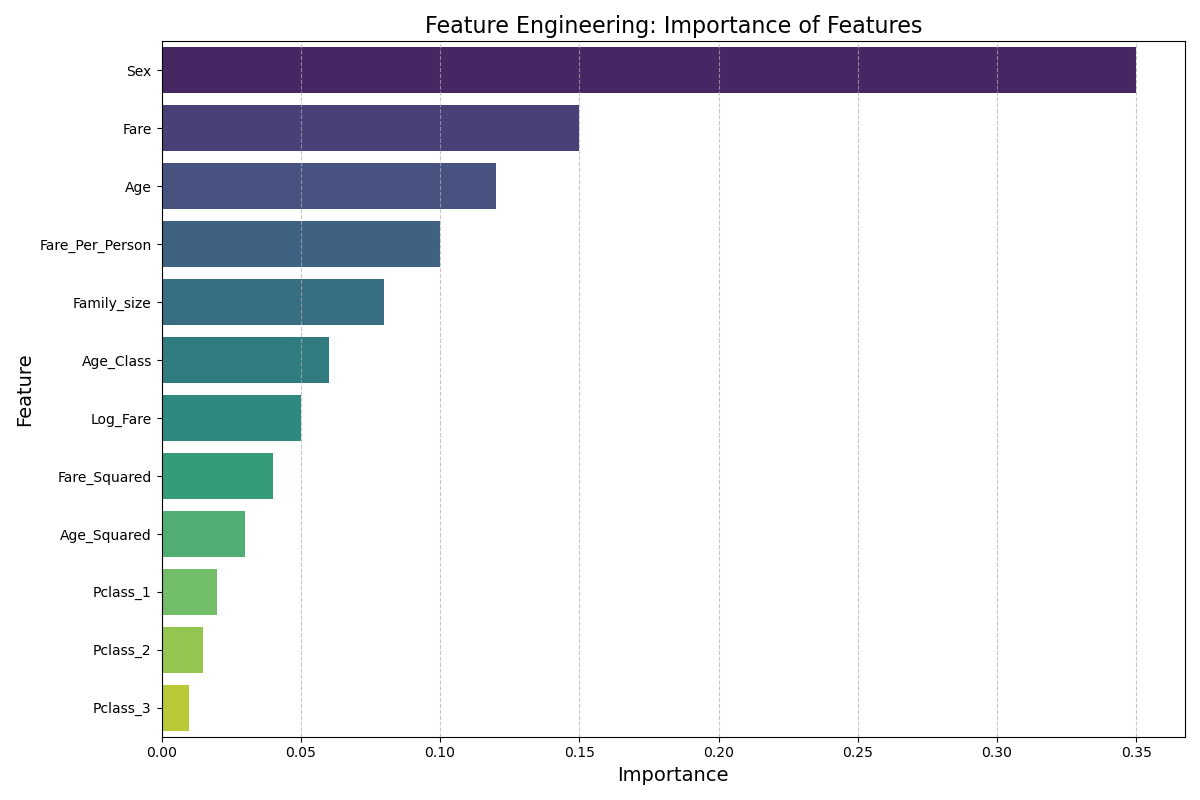 Feature Engineering: Importance of Features
Feature
Sex
Fare
Age
Fare_Per_Person
Family_size
Age_Class
Log_Fare
Fare_Squared
Age_Squared
Pclass_1
Pclass_2
Pclass_3
0.00 0.05 0.10 0.15 0.20 0.25 0.30 0.35
Importance